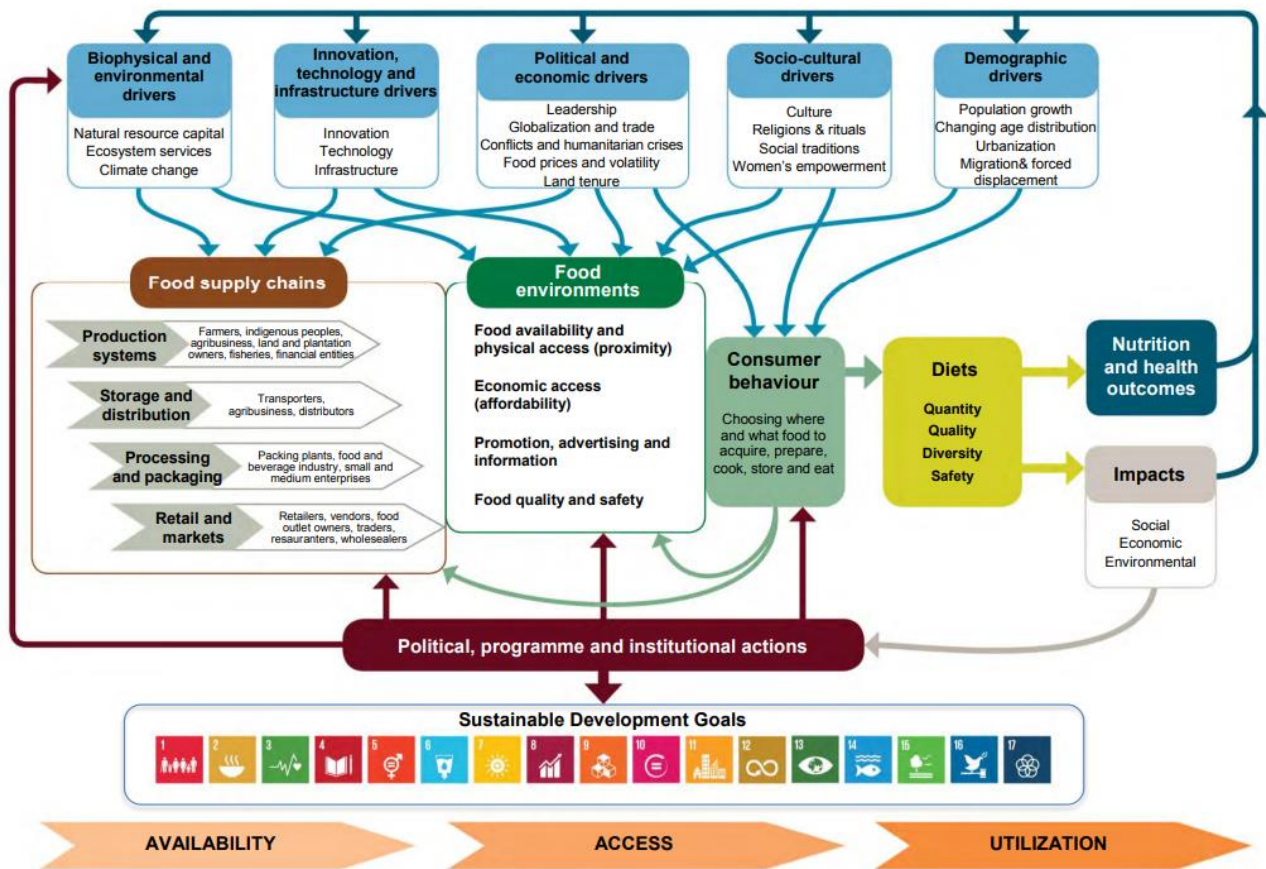 Biophysical and
environmental
drivers
Natural resource capital
Ecosystem services
Climate change
Innovation,
technology and
infrastructure drivers
Innovation
Technology
Infrastructure
Political and
economic drivers
Leadership
Globalization and trade
Conflicts and humanitarian crises
Food prices and volatility
Land tenure
Socio-cultural
drivers
Culture
Religions & rituals
Social traditions
Women's empowerment
Demographic
drivers
Population growth
Changing age distribution
Urbanization
Migration& forced
displacement
Food supply chains
Production
systems
Farmers, indigenous peoples,
agribusiness, land and plantation
owners, fisheries, financial entities
Storage and
distribution
Transporters,
agribusiness, distributors
Processing
and packaging
Packing plants, food and
beverage industry, small and
medium enterprises
Retail and
markets
Retailers, vendors, food
outlet owners, traders,
resauranters, wholesealers
Food
environments
Food availability and
physical access (proximity)
Economic access
(affordability)
Promotion, advertising and
information
Food quality and safety
Consumer
behaviour
Choosing where
and what food to
acquire, prepare,
cook, store and eat
Diets
Quantity
Quality
Diversity
Safety
Nutrition
and health
outcomes
Impacts
Social
Economic
Environmental
Political, programme and institutional actions
Sustainable Development Goals
1 2 3 4 5 6 7 8 9 10 11 12 13 14 15 16 17
AVAILABILITY ACCESS UTILIZATION